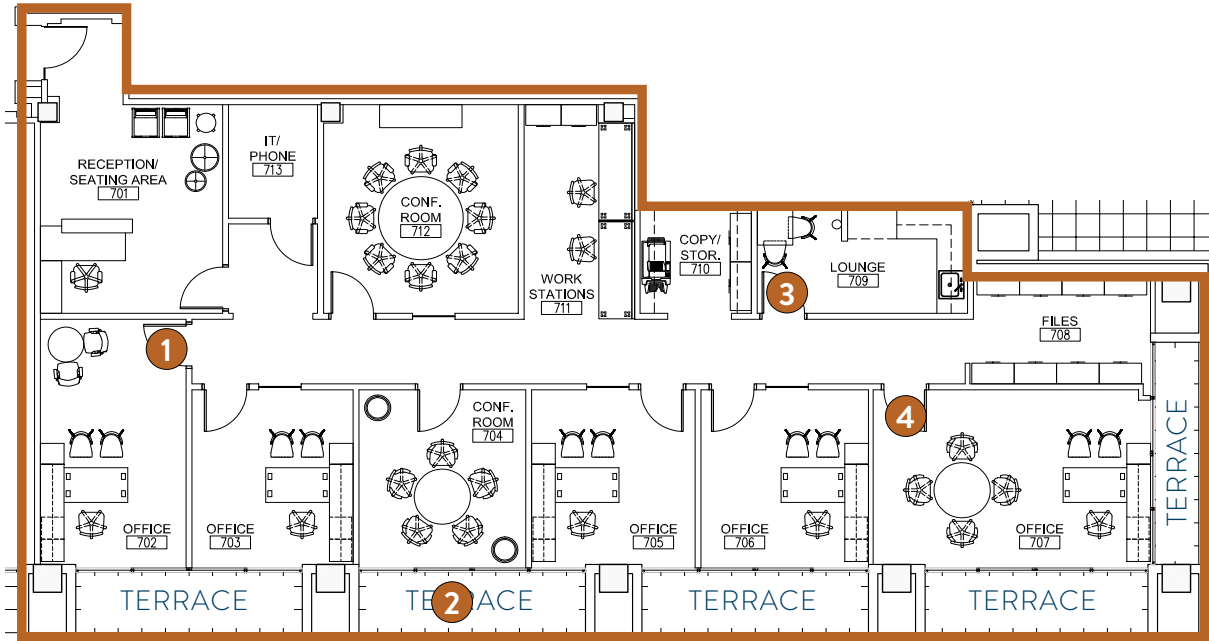 RECEPTION/
SEATING AREA
701
IT/
PHONE
713
CONF.
ROOM
712
WORK
STATIONS
711
COPY/
STOR.
710
LOUNGE
709
3
FILES
708
1
4
CONF.
ROOM
704
OFFICE
702
OFFICE
703
OFFICE
705
OFFICE
706
OFFICE
707
TERRACE
TERRACE
TERRACE
2
TERRACE
TERRACE